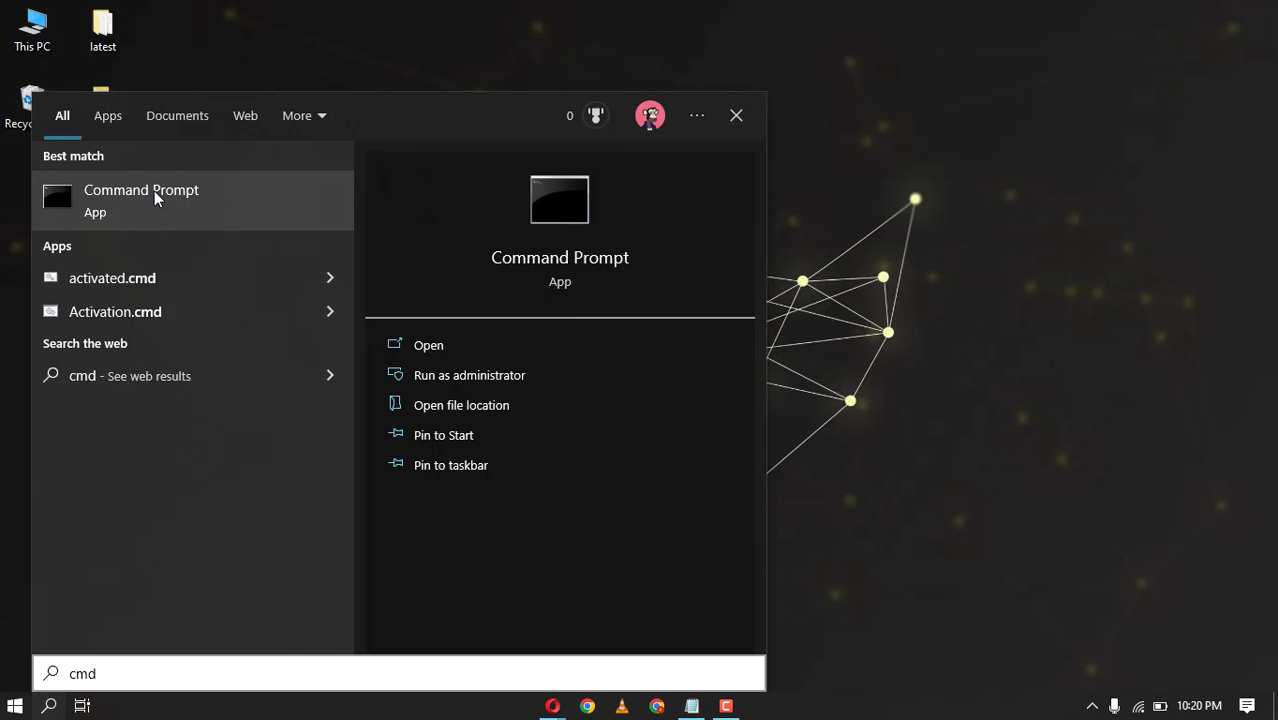 This PC
latest
Recyc
All
Apps
Documents
Web
More
0
Best match
Command Prompt
App
Apps
activated.cmd
Activation.cmd
Search the web
cmd - See web results
Command Prompt
App
Open
Run as administrator
Open file location
Pin to Start
Pin to taskbar
cmd
10:20 PM